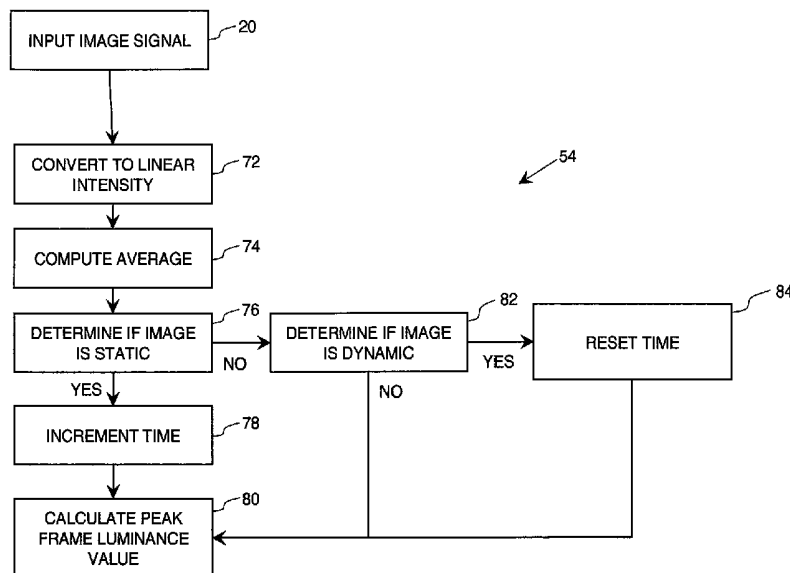 INPUT IMAGE SIGNAL
20
CONVERT TO LINEAR
INTENSITY
72
54
COMPUTE AVERAGE
74
DETERMINE IF IMAGE
IS STATIC
76
NO
YES
DETERMINE IF IMAGE
IS DYNAMIC
82
YES
NO
RESET TIME
84
INCREMENT TIME
78
CALCULATE PEAK
FRAME LUMINANCE
VALUE
80